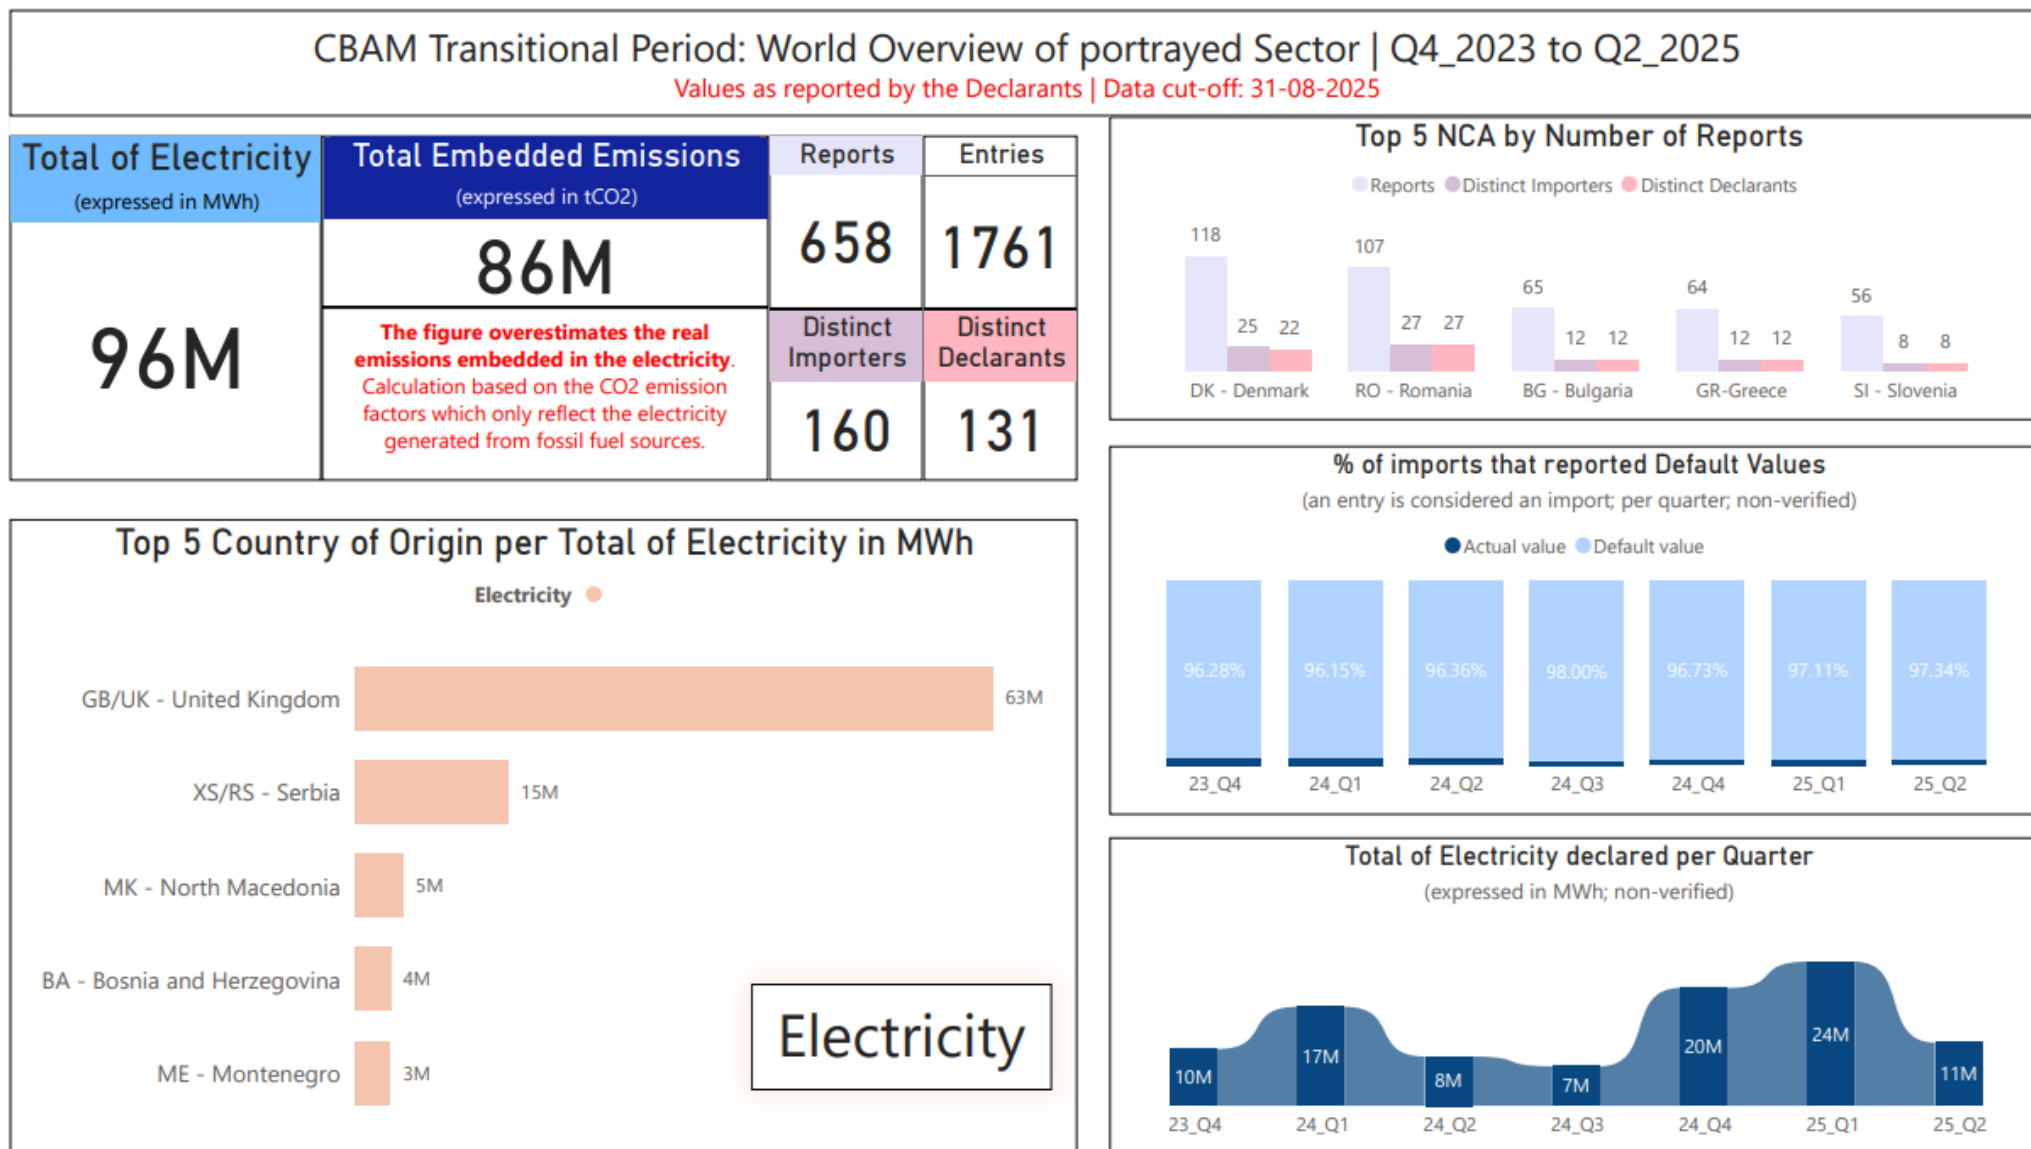 CBAM Transitional Period: World Overview of portrayed Sector | Q4_2023 to Q2_2025
Values as reported by the Declarants | Data cut-off: 31-08-2025
Total of Electricity
(expressed in MWh)
96M
Total Embedded Emissions
(expressed in tCO2)
86M
The figure overestimates the real
emissions embedded in the electricity.
Calculation based on the CO2 emission
factors which only reflect the electricity
generated from fossil fuel sources.
Reports
658
Entries
1761
Distinct
Importers
160
Distinct
Declarants
131
Top 5 Country of Origin per Total of Electricity in MWh
Electricity
GB/UK - United Kingdom 63M
XS/RS - Serbia 15M
MK - North Macedonia 5M
BA - Bosnia and Herzegovina 4M
ME - Montenegro 3M
Electricity
Top 5 NCA by Number of Reports
Reports Distinct Importers Distinct Declarants
118 25 22
107 27 27
65 12 12
64 12 12
56 8 8
DK - Denmark RO - Romania BG - Bulgaria GR-Greece SI - Slovenia
% of imports that reported Default Values
(an entry is considered an import; per quarter; non-verified)
Actual value Default value
96.28% 96.15% 96.36% 98.00% 96.73% 97.11% 97.34%
23_Q4 24_Q1 24_Q2 24_Q3 24_Q4 25_Q1 25_Q2
Total of Electricity declared per Quarter
(expressed in MWh; non-verified)
10M 17M 8M 7M 20M 24M 11M
23_Q4 24_Q1 24_Q2 24_Q3 24_Q4 25_Q1 25_Q2